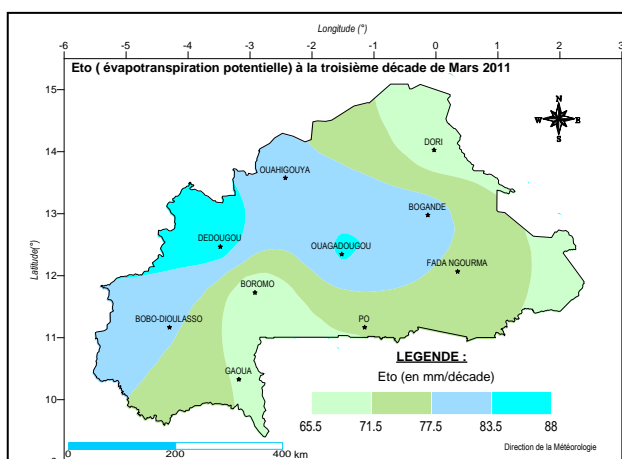 Longitude (°)
-6 -5 -4 -3 -2 -1 0 1 2 3
Eto ( évapotranspiration potentielle) à la troisième décade de Mars 2011
15
14
13
12
11
10
Latitude(°)
N
W E
S
DORI
OUAHIGOUYA
BOGANDE
DEDOUGOU
OUAGADOUGOU
FADA NGOURMA
BOROMO
BOBO-DIOULASSO
PO
GAOUA
LEGENDE :
Eto (en mm/décade)
65.5 71.5 77.5 83.5 88
0 200 400
km
Direction de la Météorologie